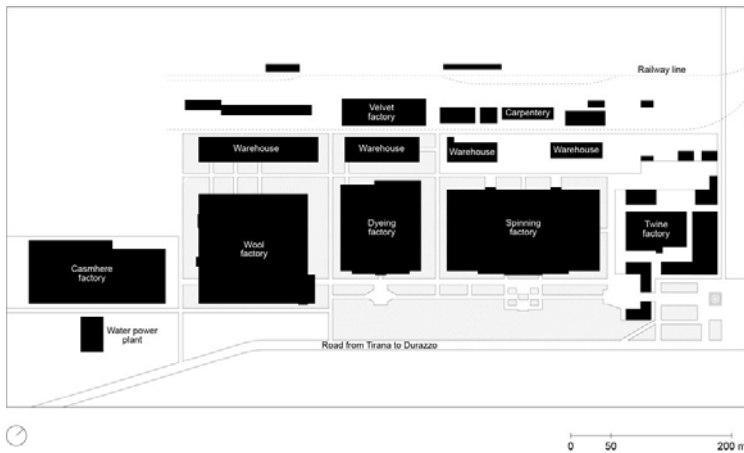 Railway line
Velvet
factory
Carpentery
Warehouse
Warehouse
Warehouse
Warehouse
Dyeing
factory
Spinning
factory
Twine
factory
Wool
factory
Casmhere
factory
Water power
plant
Road from Tirana to Durazzo
0 50 200 m